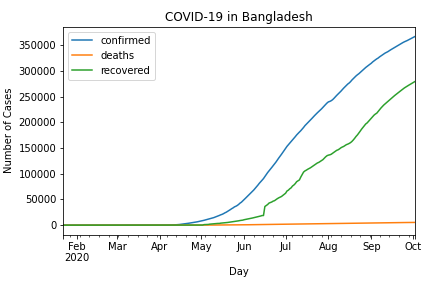 COVID-19 in Bangladesh
confirmed
deaths
recovered
350000
300000
250000
200000
150000
100000
50000
0
Number of Cases
Feb Mar Apr May Jun Jul Aug Sep Oct
2020
Day